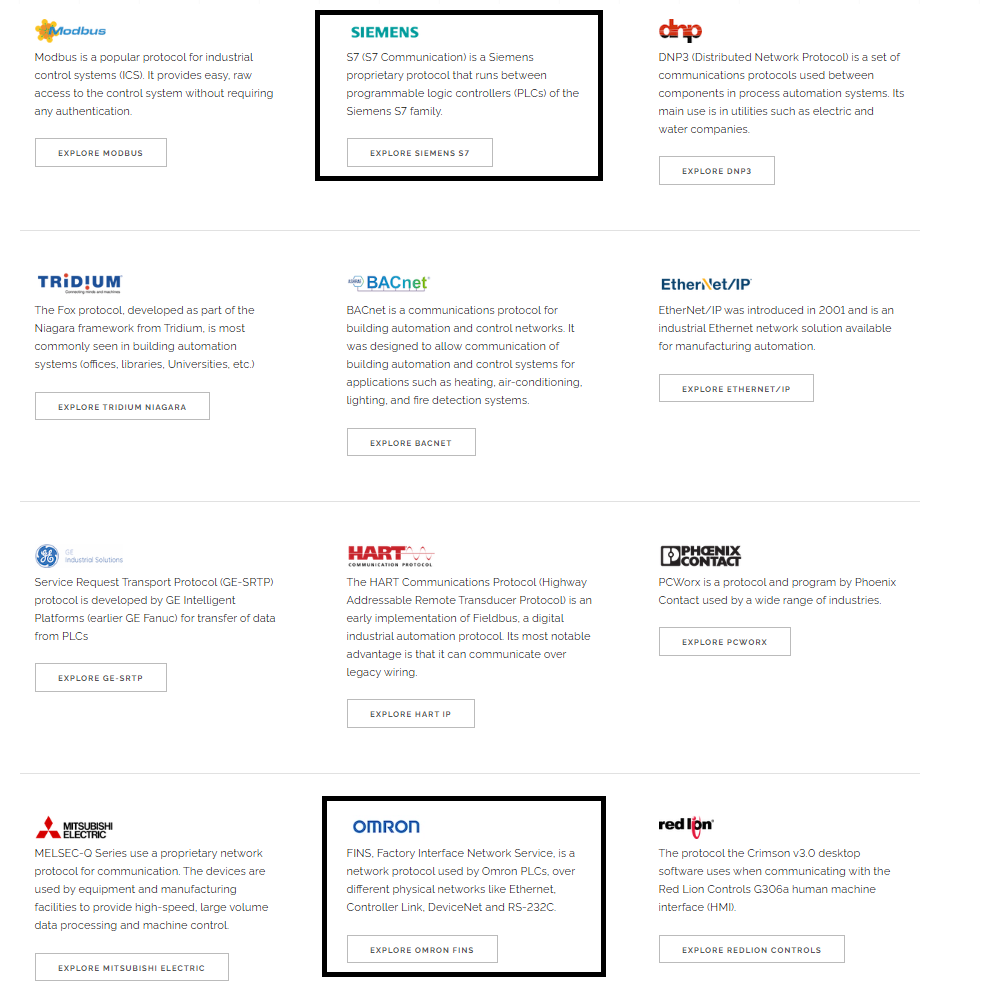 Modbus
Modbus is a popular protocol for industrial
control systems (ICS). It provides easy, raw
access to the control system without requiring
any authentication.
EXPLORE MODBUS
SIEMENS
S7 (S7 Communication) is a Siemens
proprietary protocol that runs between
programmable logic controllers (PLCs) of the
Siemens S7 family.
EXPLORE SIEMENS S7
dnp
DNP3 (Distributed Network Protocol) is a set of
communications protocols used between
components in process automation systems. Its
main use is in utilities such as electric and
water companies.
EXPLORE DNP3
TRIDIUM
Connecting minds and machines
The Fox protocol, developed as part of the
Niagara framework from Tridium, is most
commonly seen in building automation
systems (offices, libraries, Universities, etc.)
EXPLORE TRIDIUM NIAGARA
BACnet
BACnet is a communications protocol for
building automation and control networks. It
was designed to allow communication of
building automation and control systems for
applications such as heating, air-conditioning,
lighting, and fire detection systems.
EXPLORE BACNET
EtherNet/IP
EtherNet/IP was introduced in 2001 and is an
industrial Ethernet network solution available
for manufacturing automation.
EXPLORE ETHERNET/IP
GE
Industrial Solutions
Service Request Transport Protocol (GE-SRTP)
protocol is developed by GE Intelligent
Platforms (earlier GE Fanuc) for transfer of data
from PLCs
EXPLORE GE-SRTP
HART
COMMUNICATION PROTOCOL
The HART Communications Protocol (Highway
Addressable Remote Transducer Protocol) is an
early implementation of Fieldbus, a digital
industrial automation protocol. Its most notable
advantage is that it can communicate over
legacy wiring.
EXPLORE HART IP
PHŒNIX
CONTACT
PCWorx is a protocol and program by Phoenix
Contact used by a wide range of industries.
EXPLORE PCWORX
MITSUBISHI
ELECTRIC
MELSEC-Q Series use a proprietary network
protocol for communication. The devices are
used by equipment and manufacturing
facilities to provide high-speed, large volume
data processing and machine control.
EXPLORE MITSUBISHI ELECTRIC
OMRON
FINS, Factory Interface Network Service, is a
network protocol used by Omron PLCs, over
different physical networks like Ethernet,
Controller Link, DeviceNet and RS-232C.
EXPLORE OMRON FINS
red lion
The protocol the Crimson v3.0 desktop
software uses when communicating with the
Red Lion Controls G306a human machine
interface (HMI).
EXPLORE REDLION CONTROLS